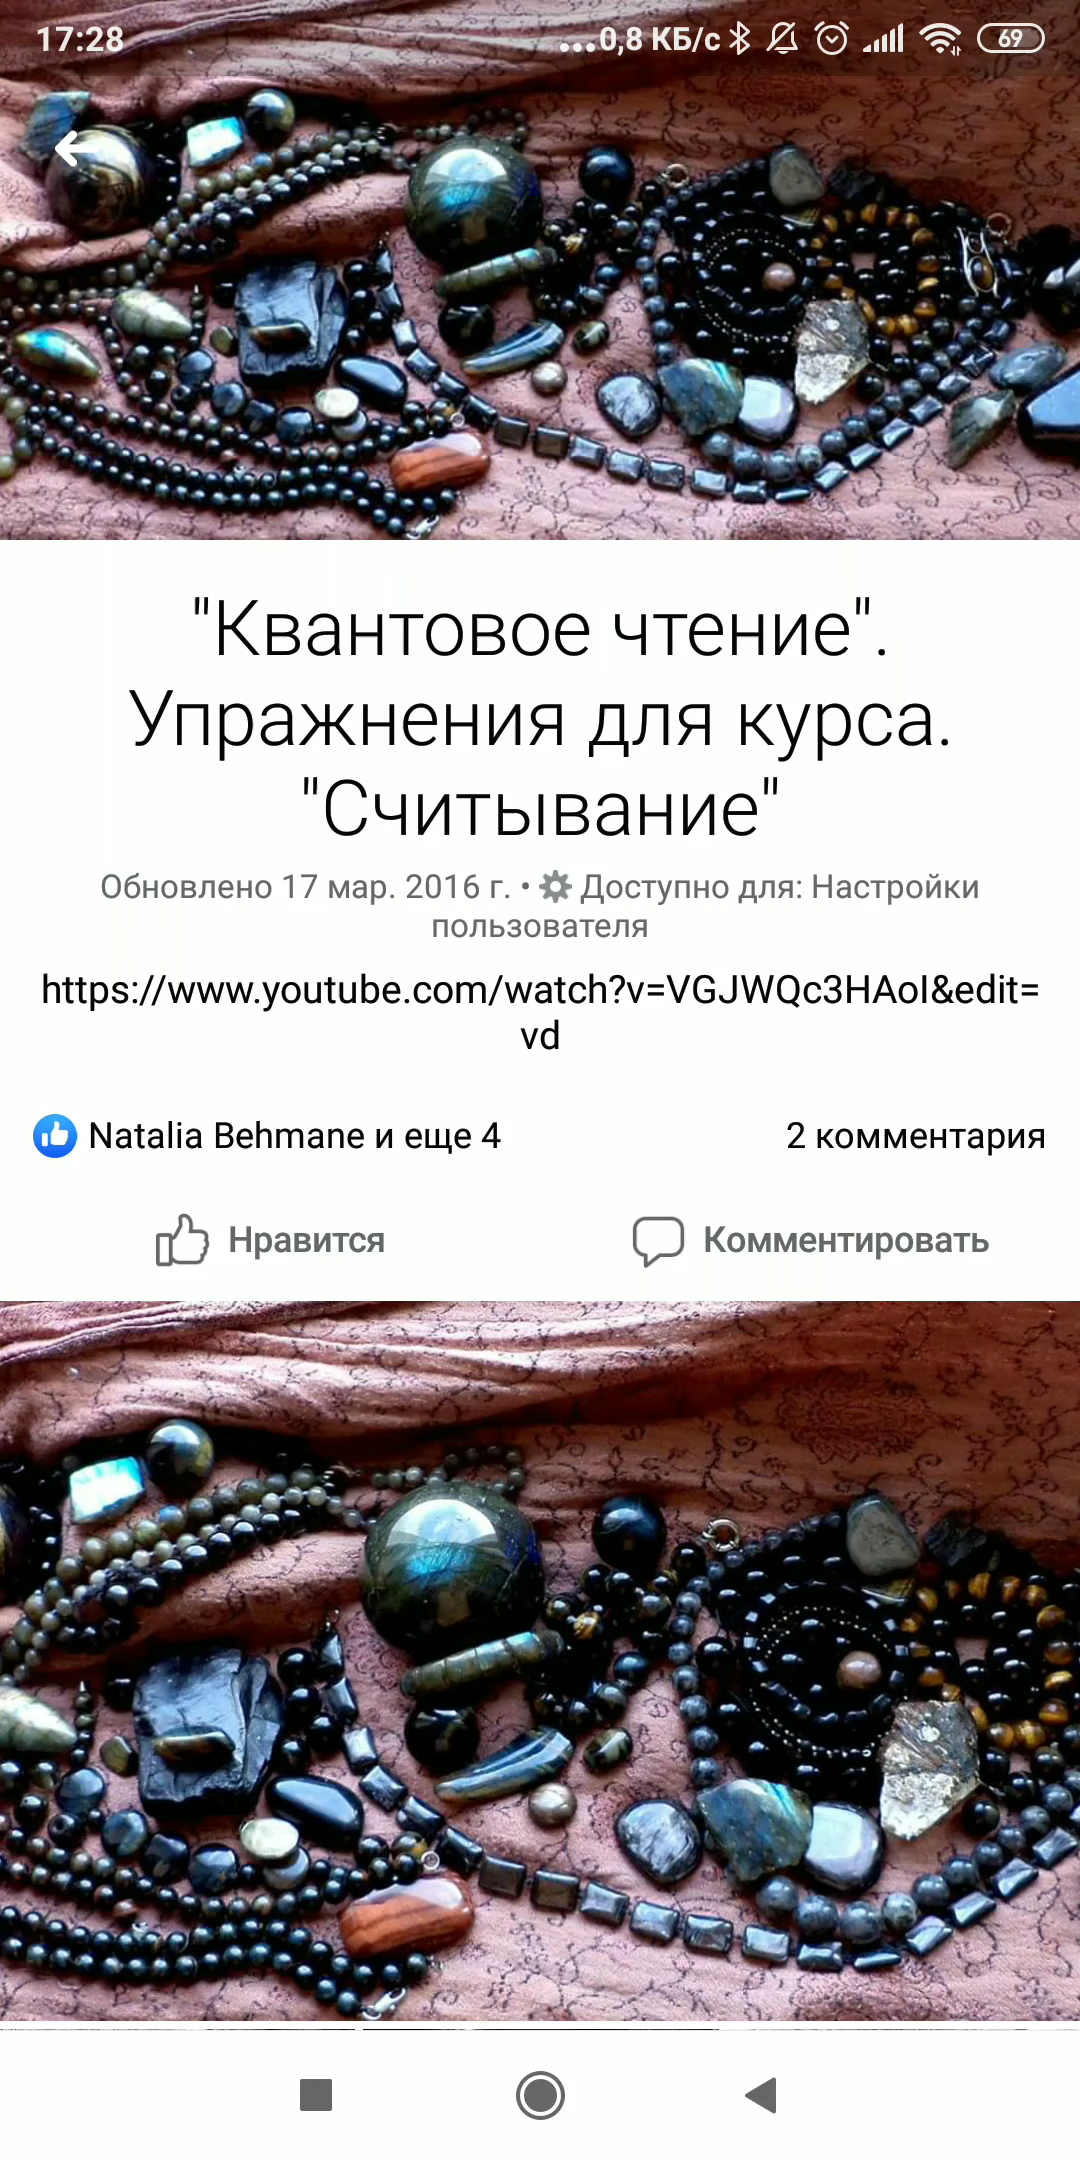 17:28
...0,8 КБ/с
69
"Квантовое чтение".
Упражнения для курса.
"Считывание"
Обновлено 17 мар. 2016 г. • Доступно для: Настройки
пользователя
https://www.youtube.com/watch?v=VGJWQc3HAoI&edit=
vd
Natalia Behmane и еще 4
2 комментария
Нравится
Комментировать